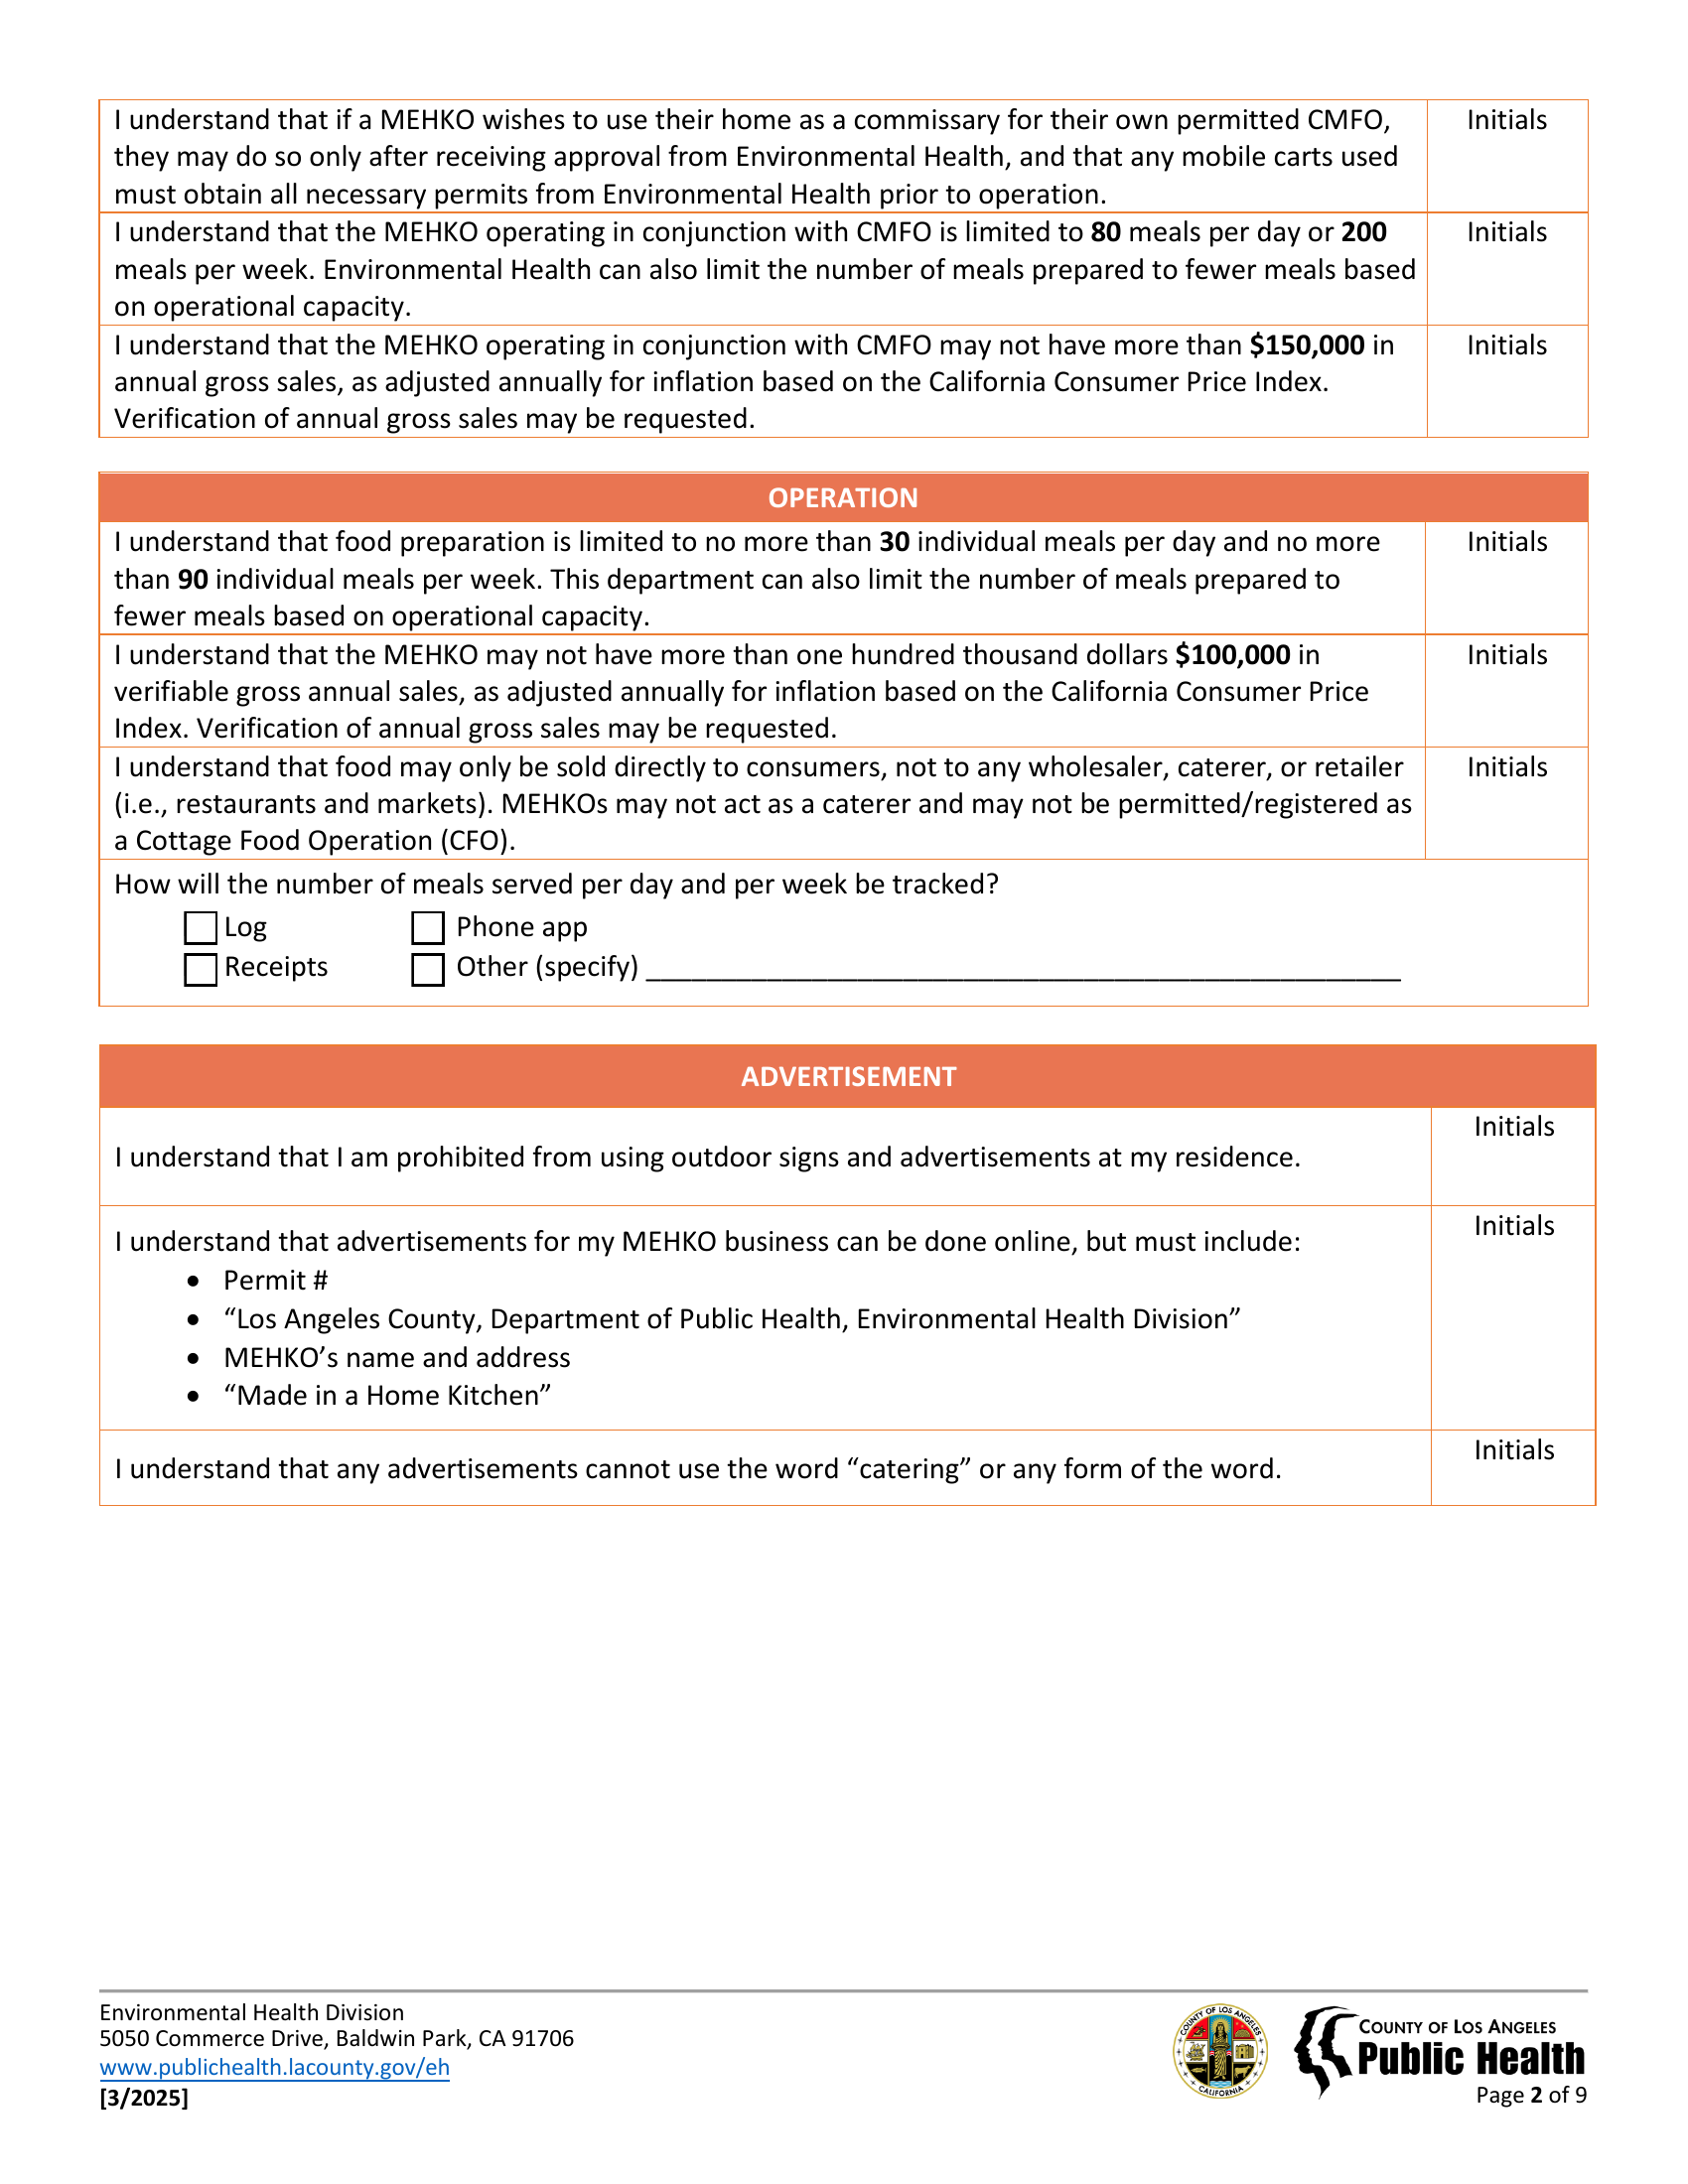 I understand that if a MEHKO wishes to use their home as a commissary for their own permitted CMFO,
they may do so only after receiving approval from Environmental Health, and that any mobile carts used
must obtain all necessary permits from Environmental Health prior to operation.
Initials
I understand that the MEHKO operating in conjunction with CMFO is limited to 80 meals per day or 200
meals per week. Environmental Health can also limit the number of meals prepared to fewer meals based
on operational capacity.
Initials
I understand that the MEHKO operating in conjunction with CMFO may not have more than $150,000 in
annual gross sales, as adjusted annually for inflation based on the California Consumer Price Index.
Verification of annual gross sales may be requested.
Initials
OPERATION
I understand that food preparation is limited to no more than 30 individual meals per day and no more
than 90 individual meals per week. This department can also limit the number of meals prepared to
fewer meals based on operational capacity.
Initials
I understand that the MEHKO may not have more than one hundred thousand dollars $100,000 in
verifiable gross annual sales, as adjusted annually for inflation based on the California Consumer Price
Index. Verification of annual gross sales may be requested.
Initials
I understand that food may only be sold directly to consumers, not to any wholesaler, caterer, or retailer
(i.e., restaurants and markets). MEHKOs may not act as a caterer and may not be permitted/registered as
a Cottage Food Operation (CFO).
Initials
How will the number of meals served per day and per week be tracked?
Log Phone app
Receipts Other (specify) ____________________________________________________
ADVERTISEMENT
I understand that I am prohibited from using outdoor signs and advertisements at my residence.
Initials
I understand that advertisements for my MEHKO business can be done online, but must include:
• Permit #
• “Los Angeles County, Department of Public Health, Environmental Health Division”
• MEHKO’s name and address
• “Made in a Home Kitchen”
Initials
I understand that any advertisements cannot use the word “catering” or any form of the word.
Initials
Environmental Health Division
5050 Commerce Drive, Baldwin Park, CA 91706
www.publichealth.lacounty.gov/eh
[3/2025]
COUNTY OF LOS ANGELES
CALIFORNIA
COUNTY OF LOS ANGELES
Public Health
Page 2 of 9